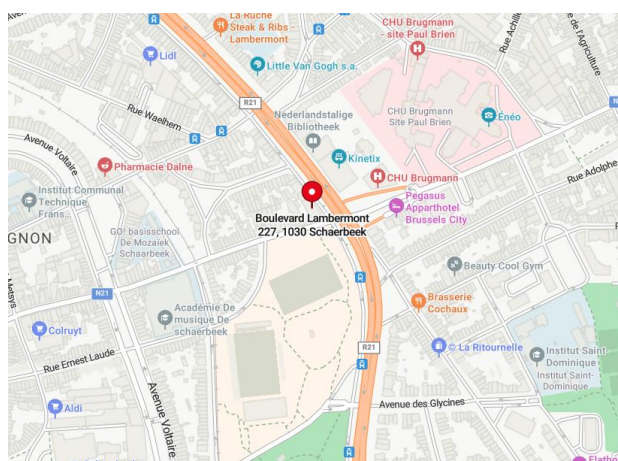 La Ruche
Steak & Ribs -
Lambermont
CHU Brugmann
- site Paul Brien
Rue Achille
e de l'Agriculture
Lidl
Little Van Gogh s.a.
R21
Rue Waelhem
Nederlandstalige
Bibliotheek
CHU Brugmann
Site Paul Brien
Énéo
Avenue Voltaire
Pharmacie Dalne
Kinetix
CHU Brugmann
Rue Adolphe
Institut Communal
Technique
Frans...
Pegasus
Apparthotel
Brussels City
Boulevard Lambermont
227, 1030 Schaerbeek
GNON
GO! basisschool
De Mozaïek
Schaarbeek
Metsys
N21
Beauty Cool Gym
Brasserie
Cochaux
Académie De
musique De
schaerbeek
Colruyt
R21
© La Ritournelle
Rue Ernest Laude
Institut Saint-
Dominique
Institut Saint-
Dominique
Aldi
Avenue Voltaire
Avenue des Glycines